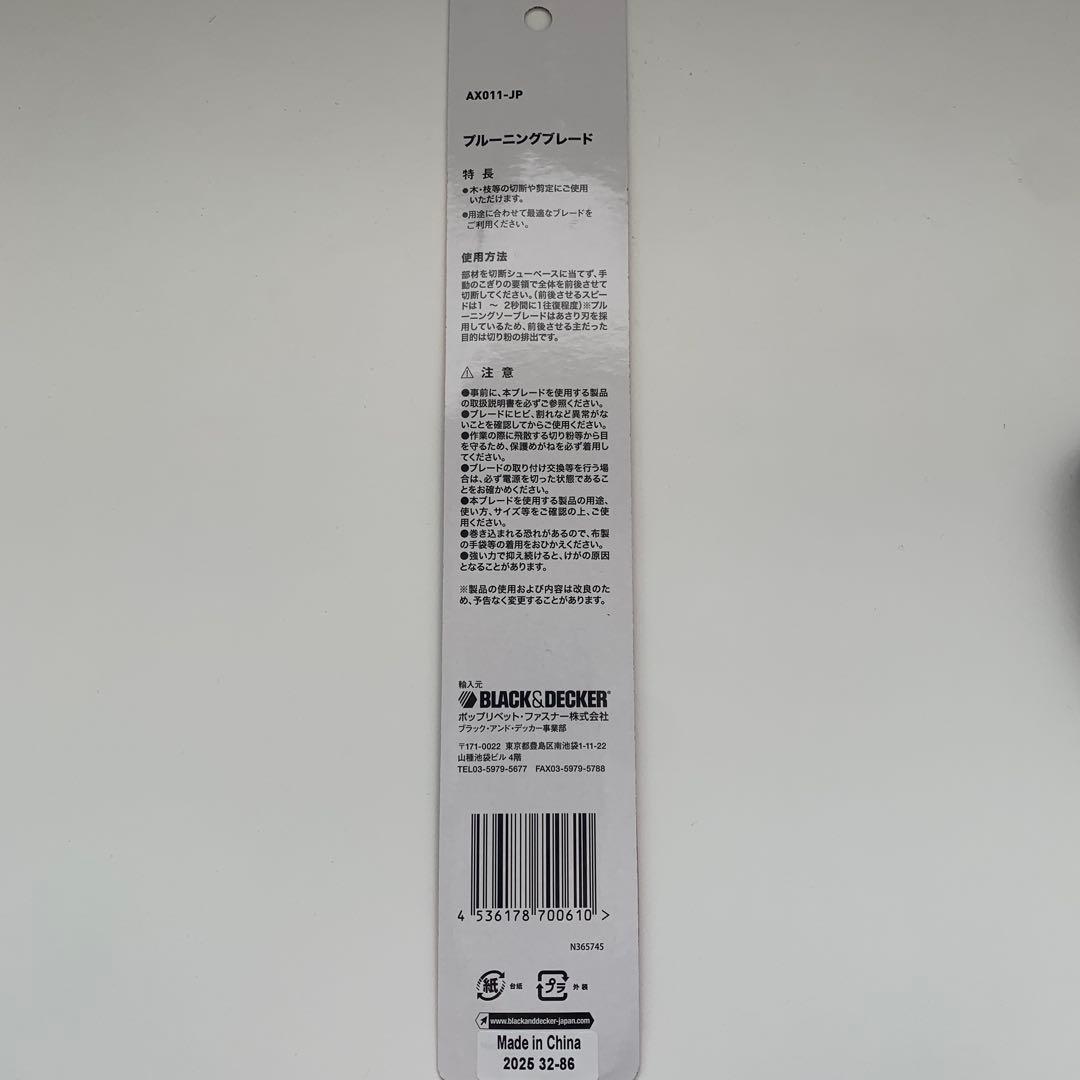 AX011-JP
プルーニングブレード
特 長
●木・枝等の切断や剪定にご使用
いただけます。
●用途に合わせて最適なブレードを
ご利用ください。
使用方法
部材を切断シューベースに当てず、手
動のこぎりの要領で全体を前後させて
切断してください。(前後させるスピー
ドは1 ～ 2秒間に1往復程度)※プル
ーニングソーブレードはあさり刃を採
用しているため、前後させる主だった
目的は切り粉の排出です。
⚠ 注 意
●事前に、本ブレードを使用する製品
の取扱説明書を必ずご参照ください。
●ブレードにヒビ、割れなど異常がな
いことを確認してからご使用ください。
●作業の際に飛散する切り粉等から目
を守るため、保護めがねを必ず着用し
てください。
●ブレードの取り付け交換等を行う場
合は、必ず電源を切った状態であるこ
とをお確かめください。
●本ブレードを使用する製品の用途、
使い方、サイズ等をご確認の上、ご使
用ください。
●巻き込まれる恐れがあるので、布製
の手袋等の着用をおひかえください。
●強い力で抑え続けると、けがの原因
となることがあります。
※製品の使用および内容は改良のた
め、予告なく変更することがあります。
輸入元
BLACK&DECKER®
ポップリベット・ファスナー株式会社
ブラック・アンド・デッカー事業部
〒171-0022 東京都豊島区南池袋1-11-22
山種池袋ビル 4階
TEL03-5979-5677 FAX03-5979-5788
4 536178 700610 >
N365745
紙 台紙 プラ 外装
www.blackanddecker-japan.com
Made in China
2025 32-86